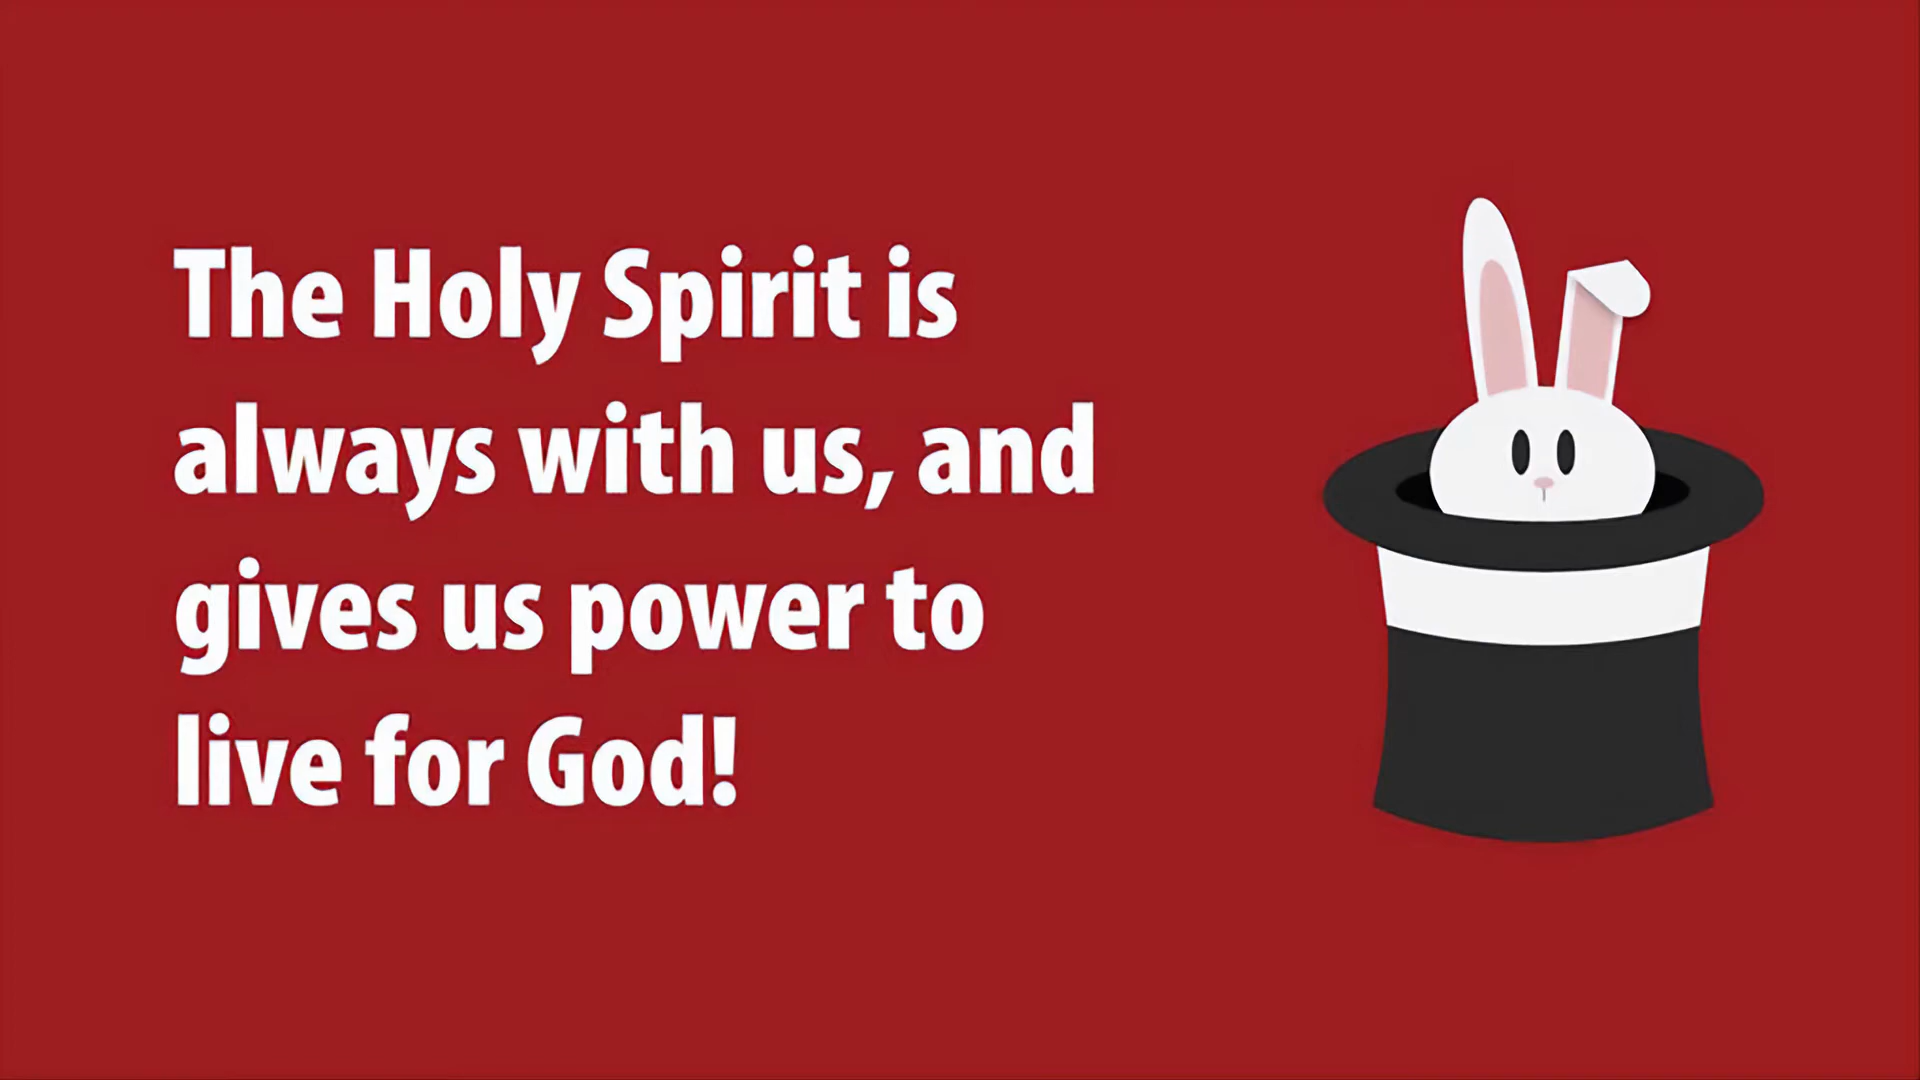 The Holy Spirit is
always with us, and
gives us power to
live for God!